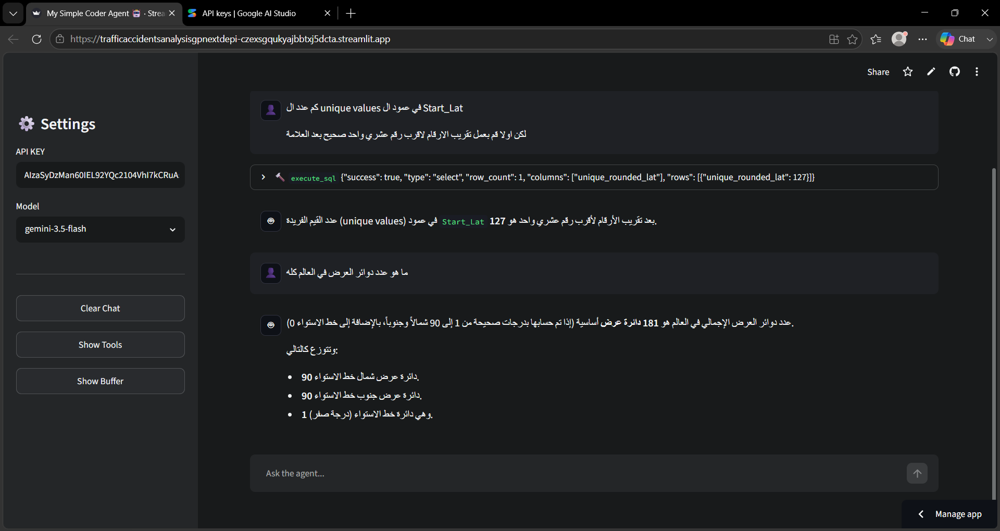 My Simple Coder Agent 🤖 · Strea
API keys | Google AI Studio
https://trafficaccidentsanalysisgpnextdepi-czexsgqukyajbbtxj5dcta.streamlit.app
Chat
Share
Settings
API KEY
AIzaSyDzMan60IEL92YQc2104VhI7kCRuA
Model
gemini-3.5-flash
Clear Chat
Show Tools
Show Buffer
كم عدد ال unique values في عمود ال Start_Lat
لكن اولا قم بعمل تقريب الارقام لاقرب رقم عشري واحد صحيح بعد العلامة
execute_sql {"success": true, "type": "select", "row_count": 1, "columns": ["unique_rounded_lat"], "rows": [{"unique_rounded_lat": 127}]}
عدد القيم الفريدة (unique values) في عمود Start_Lat بعد تقريب الأرقام لأقرب رقم عشري واحد هو 127.
ما هو عدد دوائر العرض في العالم كله
عدد دوائر العرض الإجمالي في العالم هو 181 دائرة عرض أساسية (إذا تم حسابها بدرجات صحيحة من 1 إلى 90 شمالاً وجنوباً، بالإضافة إلى خط الاستواء 0).
وتتوزع كالتالي:
90 دائرة عرض شمال خط الاستواء.
90 دائرة عرض جنوب خط الاستواء.
1 وهي دائرة خط الاستواء (درجة صفر).
Ask the agent...
Manage app